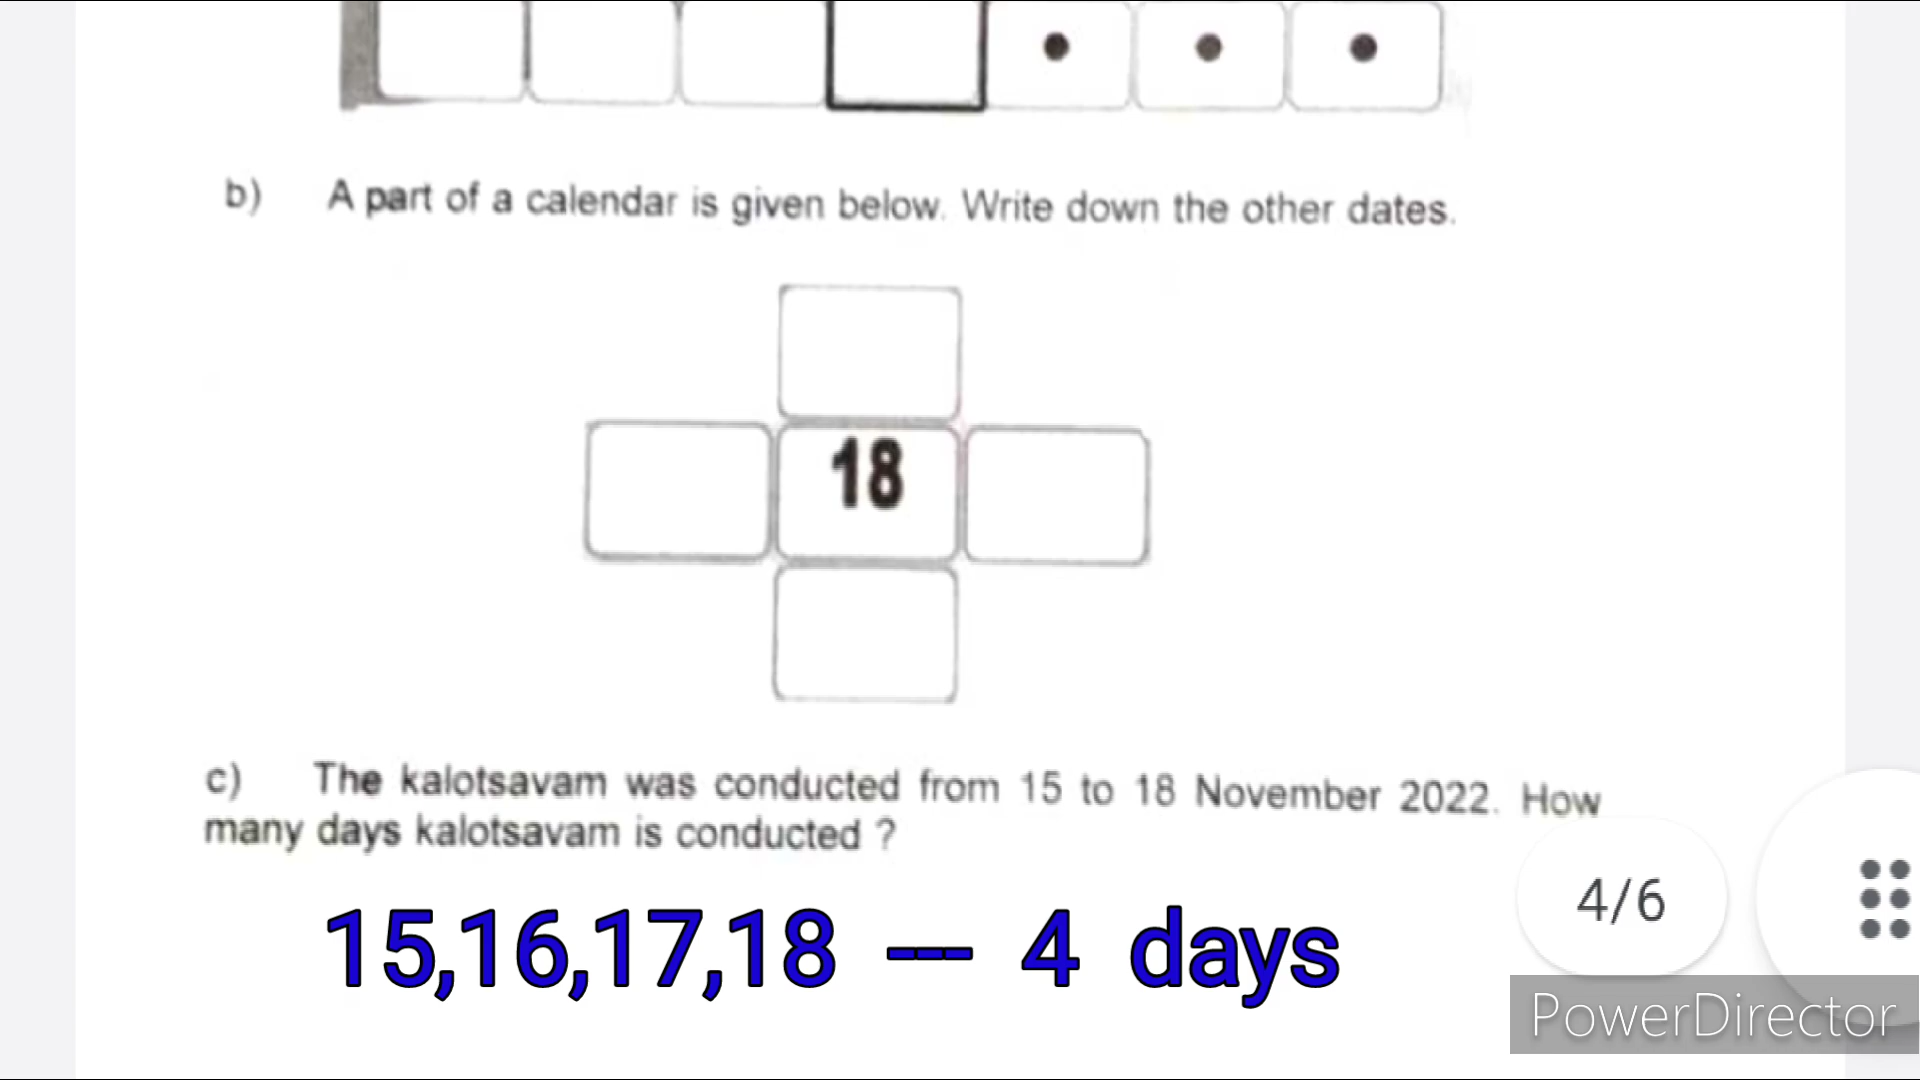 b) A part of a calendar is given below. Write down the other dates.
18
c) The kalotsavam was conducted from 15 to 18 November 2022. How
many days kalotsavam is conducted ?
15,16,17,18 --- 4 days
4/6
PowerDirector